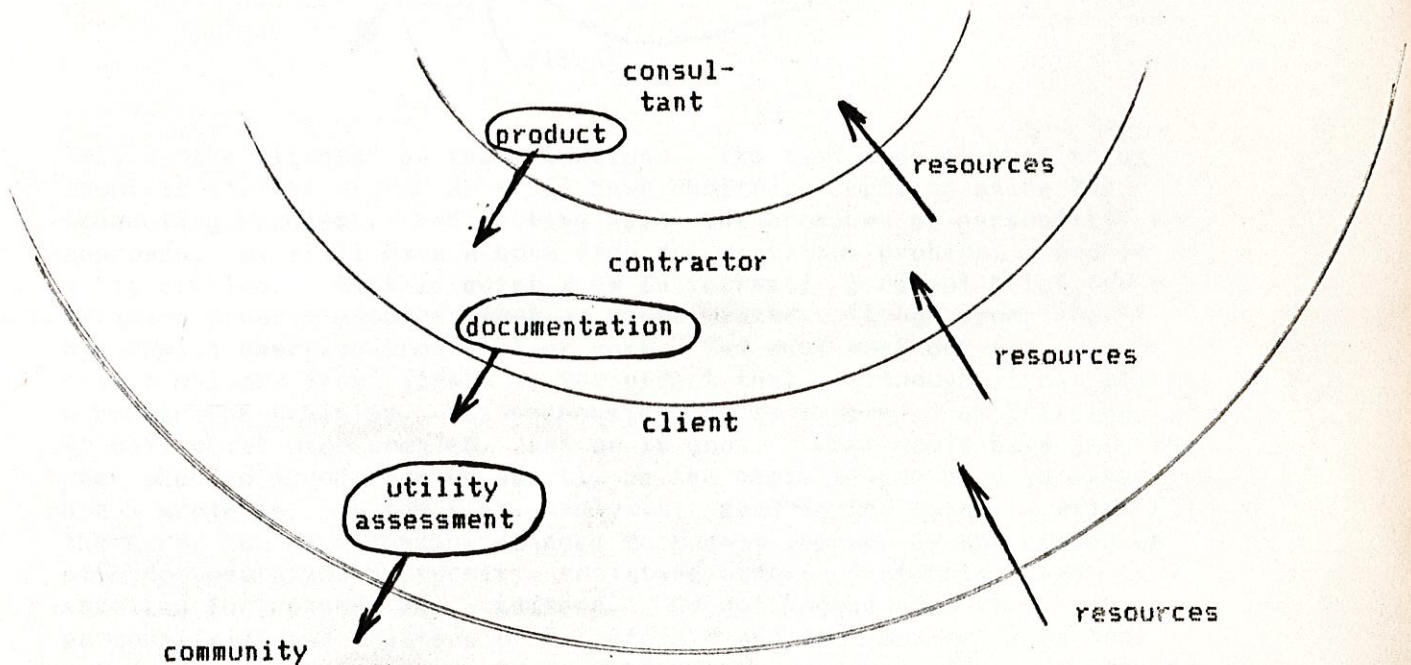 consul-
tant
product
resources
contractor
documentation
resources
client
utility
assessment
resources
community